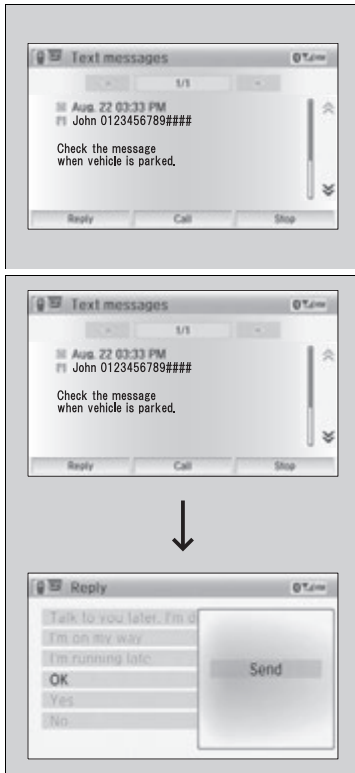 Text messages
1/1
Aug. 22 03:33 PM
John 0123456789####
Check the message
when vehicle is parked.
Reply Call Stop
Text messages
1/1
Aug. 22 03:33 PM
John 0123456789####
Check the message
when vehicle is parked.
Reply Call Stop
Reply
Talk to you later. I'm d
I'm on my way
I'm running late
OK
Yes
No
Send